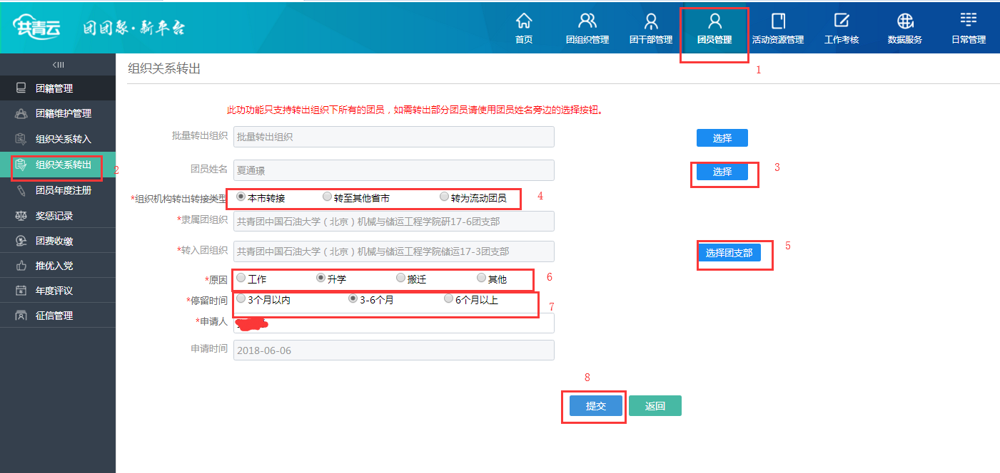 共青云 团团聚·新平台
首页 团组织管理 团干部管理 团员管理 活动资源管理 工作考核 数据服务 日常管理
1
组织关系转出
团籍管理
团籍维护管理
组织关系转入
组织关系转出
2
团员年度注册
奖惩记录
团费收缴
推优入党
年度评议
征信管理
此功功能只支持转出组织下所有的团员，如需转出部分团员请使用团员姓名旁边的选择按钮。
批量转出组织 批量转出组织 选择
团员姓名 夏通璟 选择 3
*组织机构转出转接类型 本市转接 转至其他省市 转为流动团员 4
*隶属团组织 共青团中国石油大学（北京）机械与储运工程学院研17-6团支部
*转入团组织 共青团中国石油大学（北京）机械与储运工程学院储运17-3团支部 选择团支部 5
*原因 工作 升学 搬迁 其他 6
*停留时间 3个月以内 3-6个月 6个月以上 7
*申请人
申请时间 2018-06-06
8
提交 返回